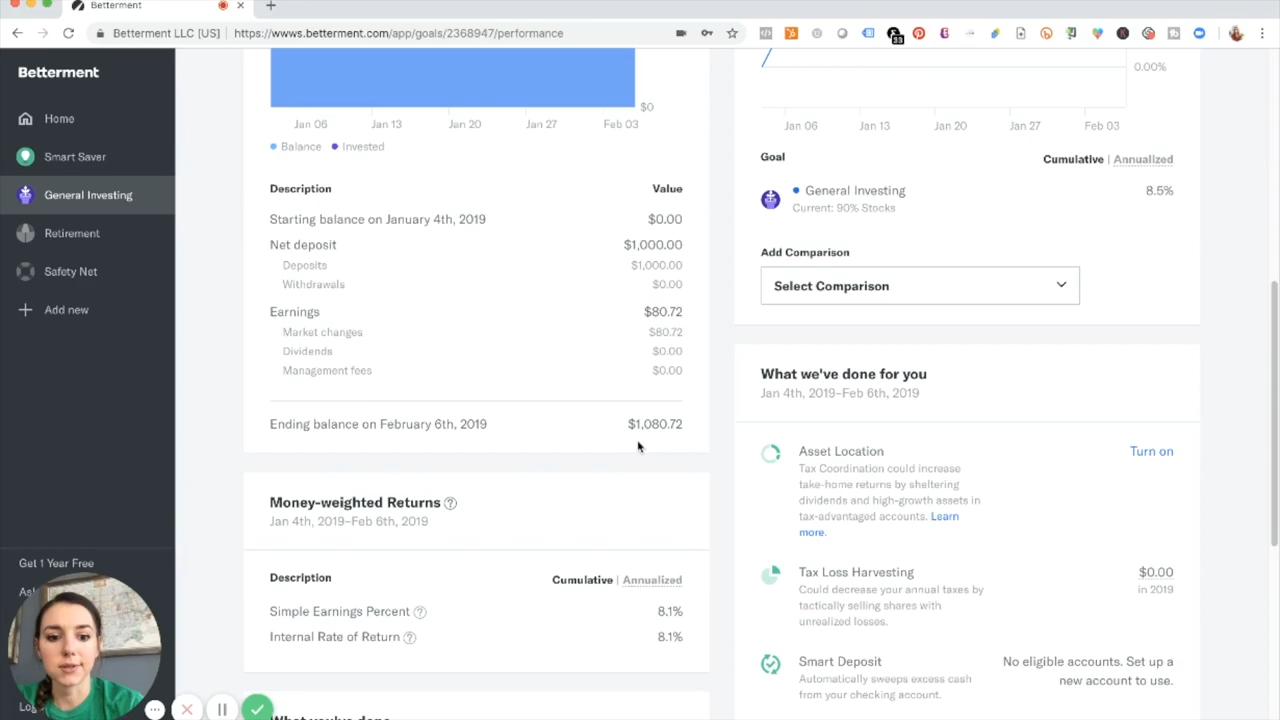 Betterment
Betterment LLC [US] | https://wwws.betterment.com/app/goals/2368947/performance
33
Betterment
Home
Smart Saver
General Investing
Retirement
Safety Net
Add new
Get 1 Year Free
$0
Jan 06 Jan 13 Jan 20 Jan 27 Feb 03
Balance Invested
Description Value
Starting balance on January 4th, 2019 $0.00
Net deposit $1,000.00
Deposits $1,000.00
Withdrawals $0.00
Earnings $80.72
Market changes $80.72
Dividends $0.00
Management fees $0.00
Ending balance on February 6th, 2019 $1,080.72
Money-weighted Returns ?
Jan 4th, 2019–Feb 6th, 2019
Description Cumulative | Annualized
Simple Earnings Percent ? 8.1%
Internal Rate of Return ? 8.1%
What you've done
0.00%
Jan 06 Jan 13 Jan 20 Jan 27 Feb 03
Goal Cumulative | Annualized
General Investing 8.5%
Current: 90% Stocks
Add Comparison
Select Comparison
What we've done for you
Jan 4th, 2019–Feb 6th, 2019
Asset Location Turn on
Tax Coordination could increase
take-home returns by sheltering
dividends and high-growth assets in
tax-advantaged accounts. Learn
more.
Tax Loss Harvesting $0.00
Could decrease your annual taxes by in 2019
tactically selling shares with
unrealized losses.
Smart Deposit No eligible accounts. Set up a
new account to use.
Automatically sweeps excess cash
from your checking account.